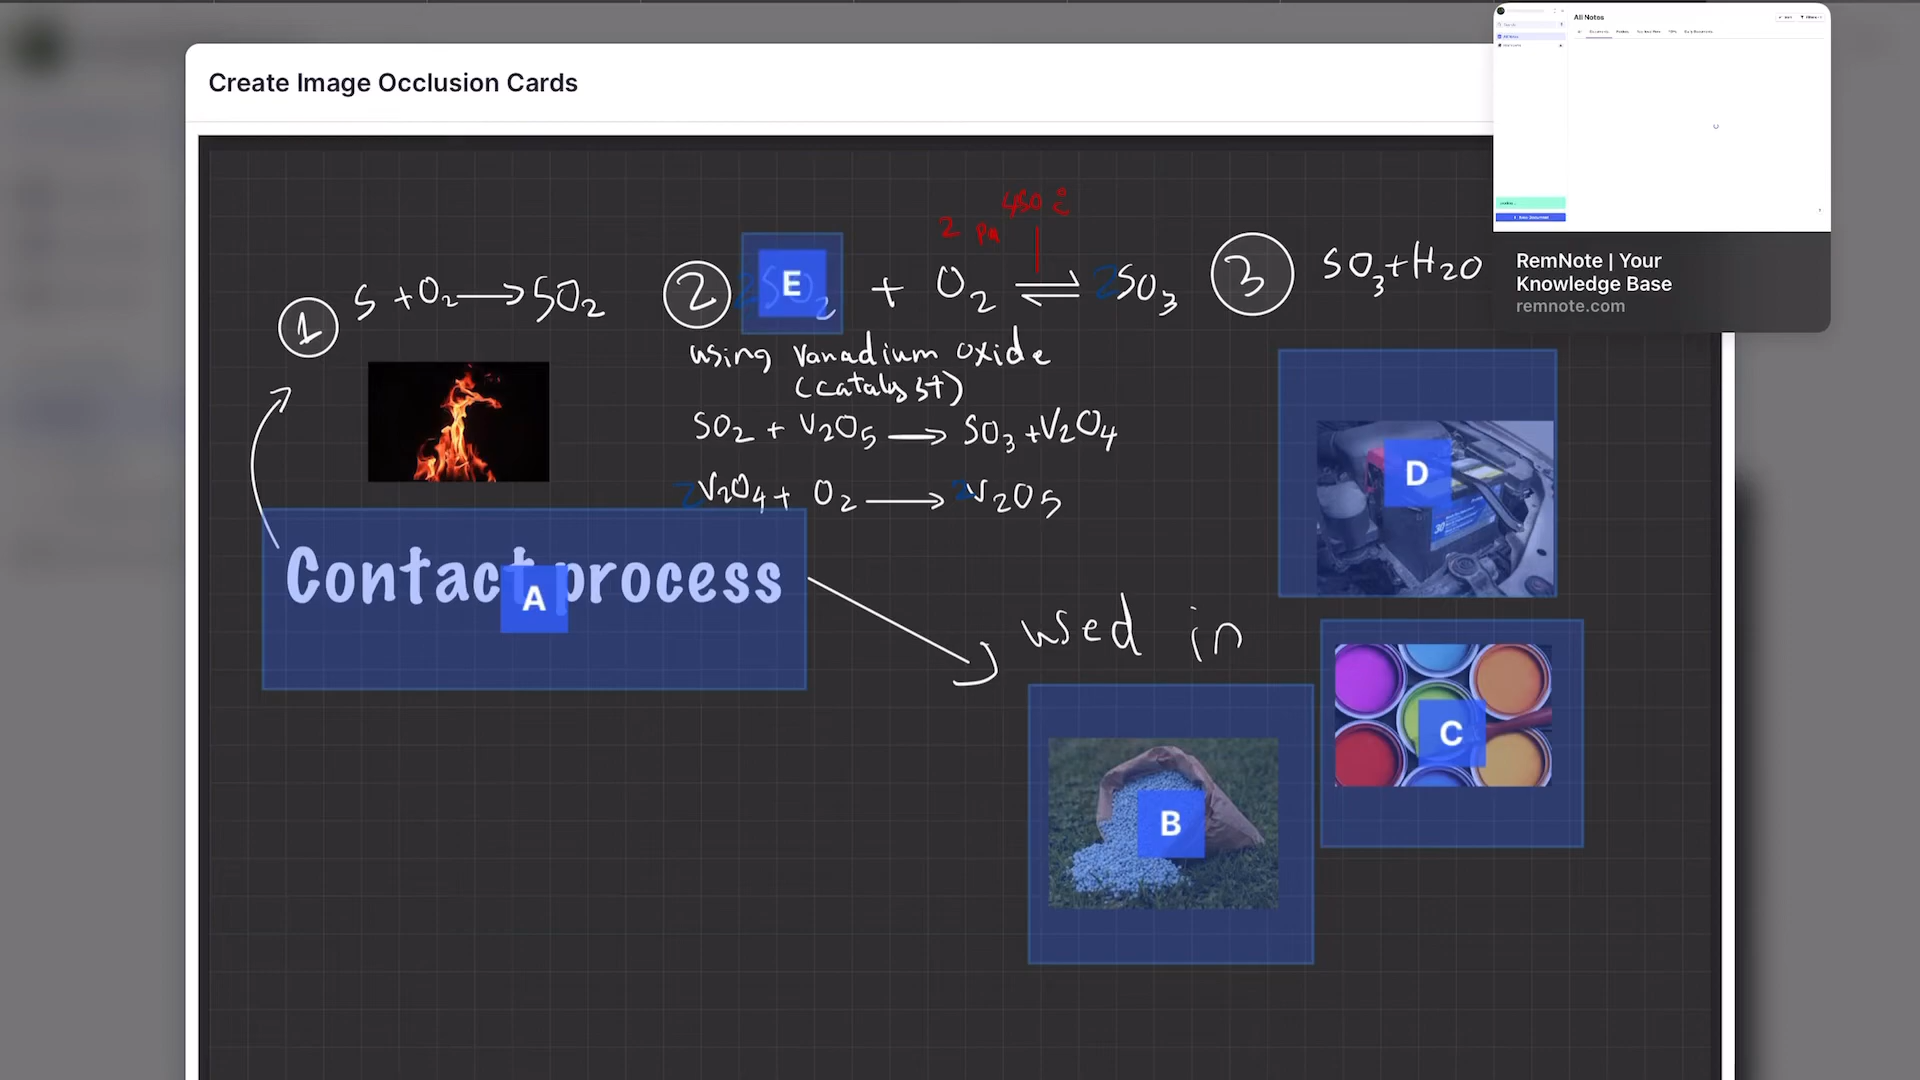 Create Image Occlusion Cards
All Notes
RemNote | Your
Knowledge Base
remnote.com
2 Pa
450°C
1
S + O2 → SO2
2
2SO2 + O2 ⇌ 2SO3
E
3
SO3 + H2O
using Vanadium oxide
(catalyst)
SO2 + V2O5 → SO3 + V2O4
2V2O4 + O2 → 2V2O5
D
Contact process
A
used in
C
B